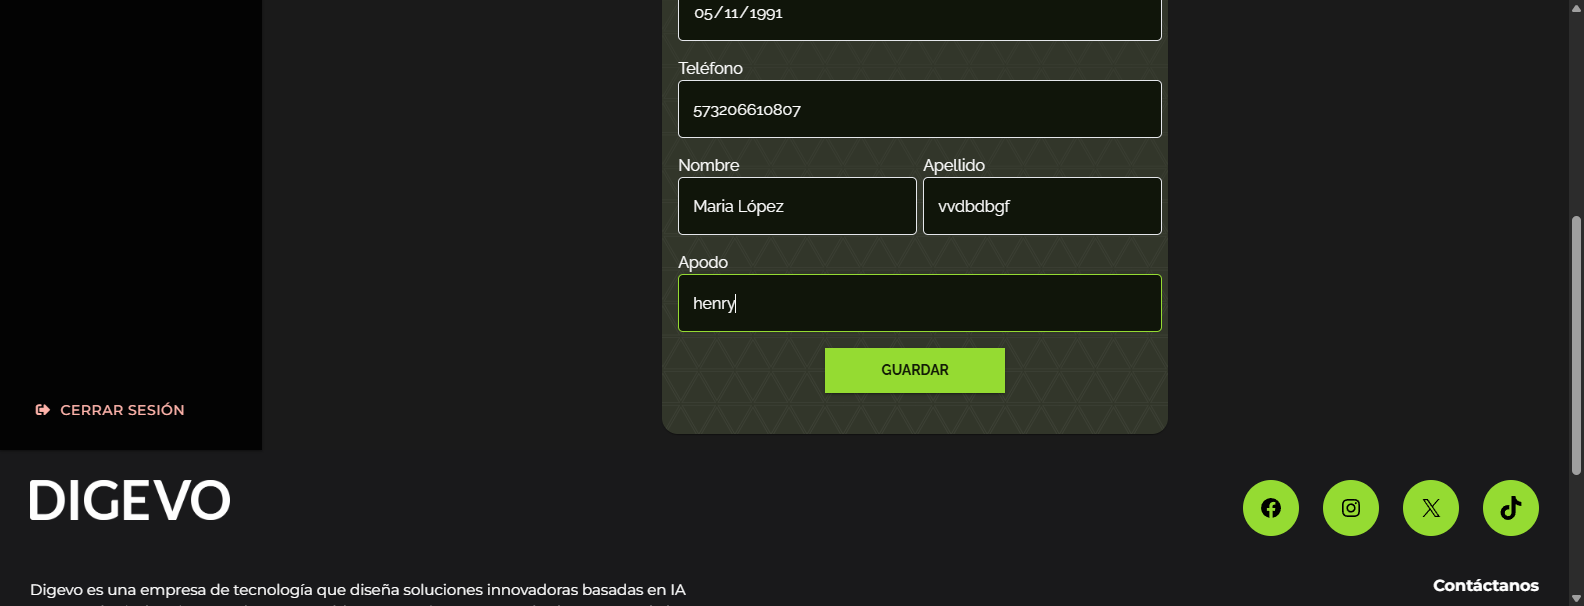 05/11/1991
Teléfono
573206610807
Nombre
Apellido
Maria López
vvdbdbgf
Apodo
henry
GUARDAR
CERRAR SESIÓN
DIGEVO
Digevo es una empresa de tecnología que diseña soluciones innovadoras basadas en IA
Contáctanos